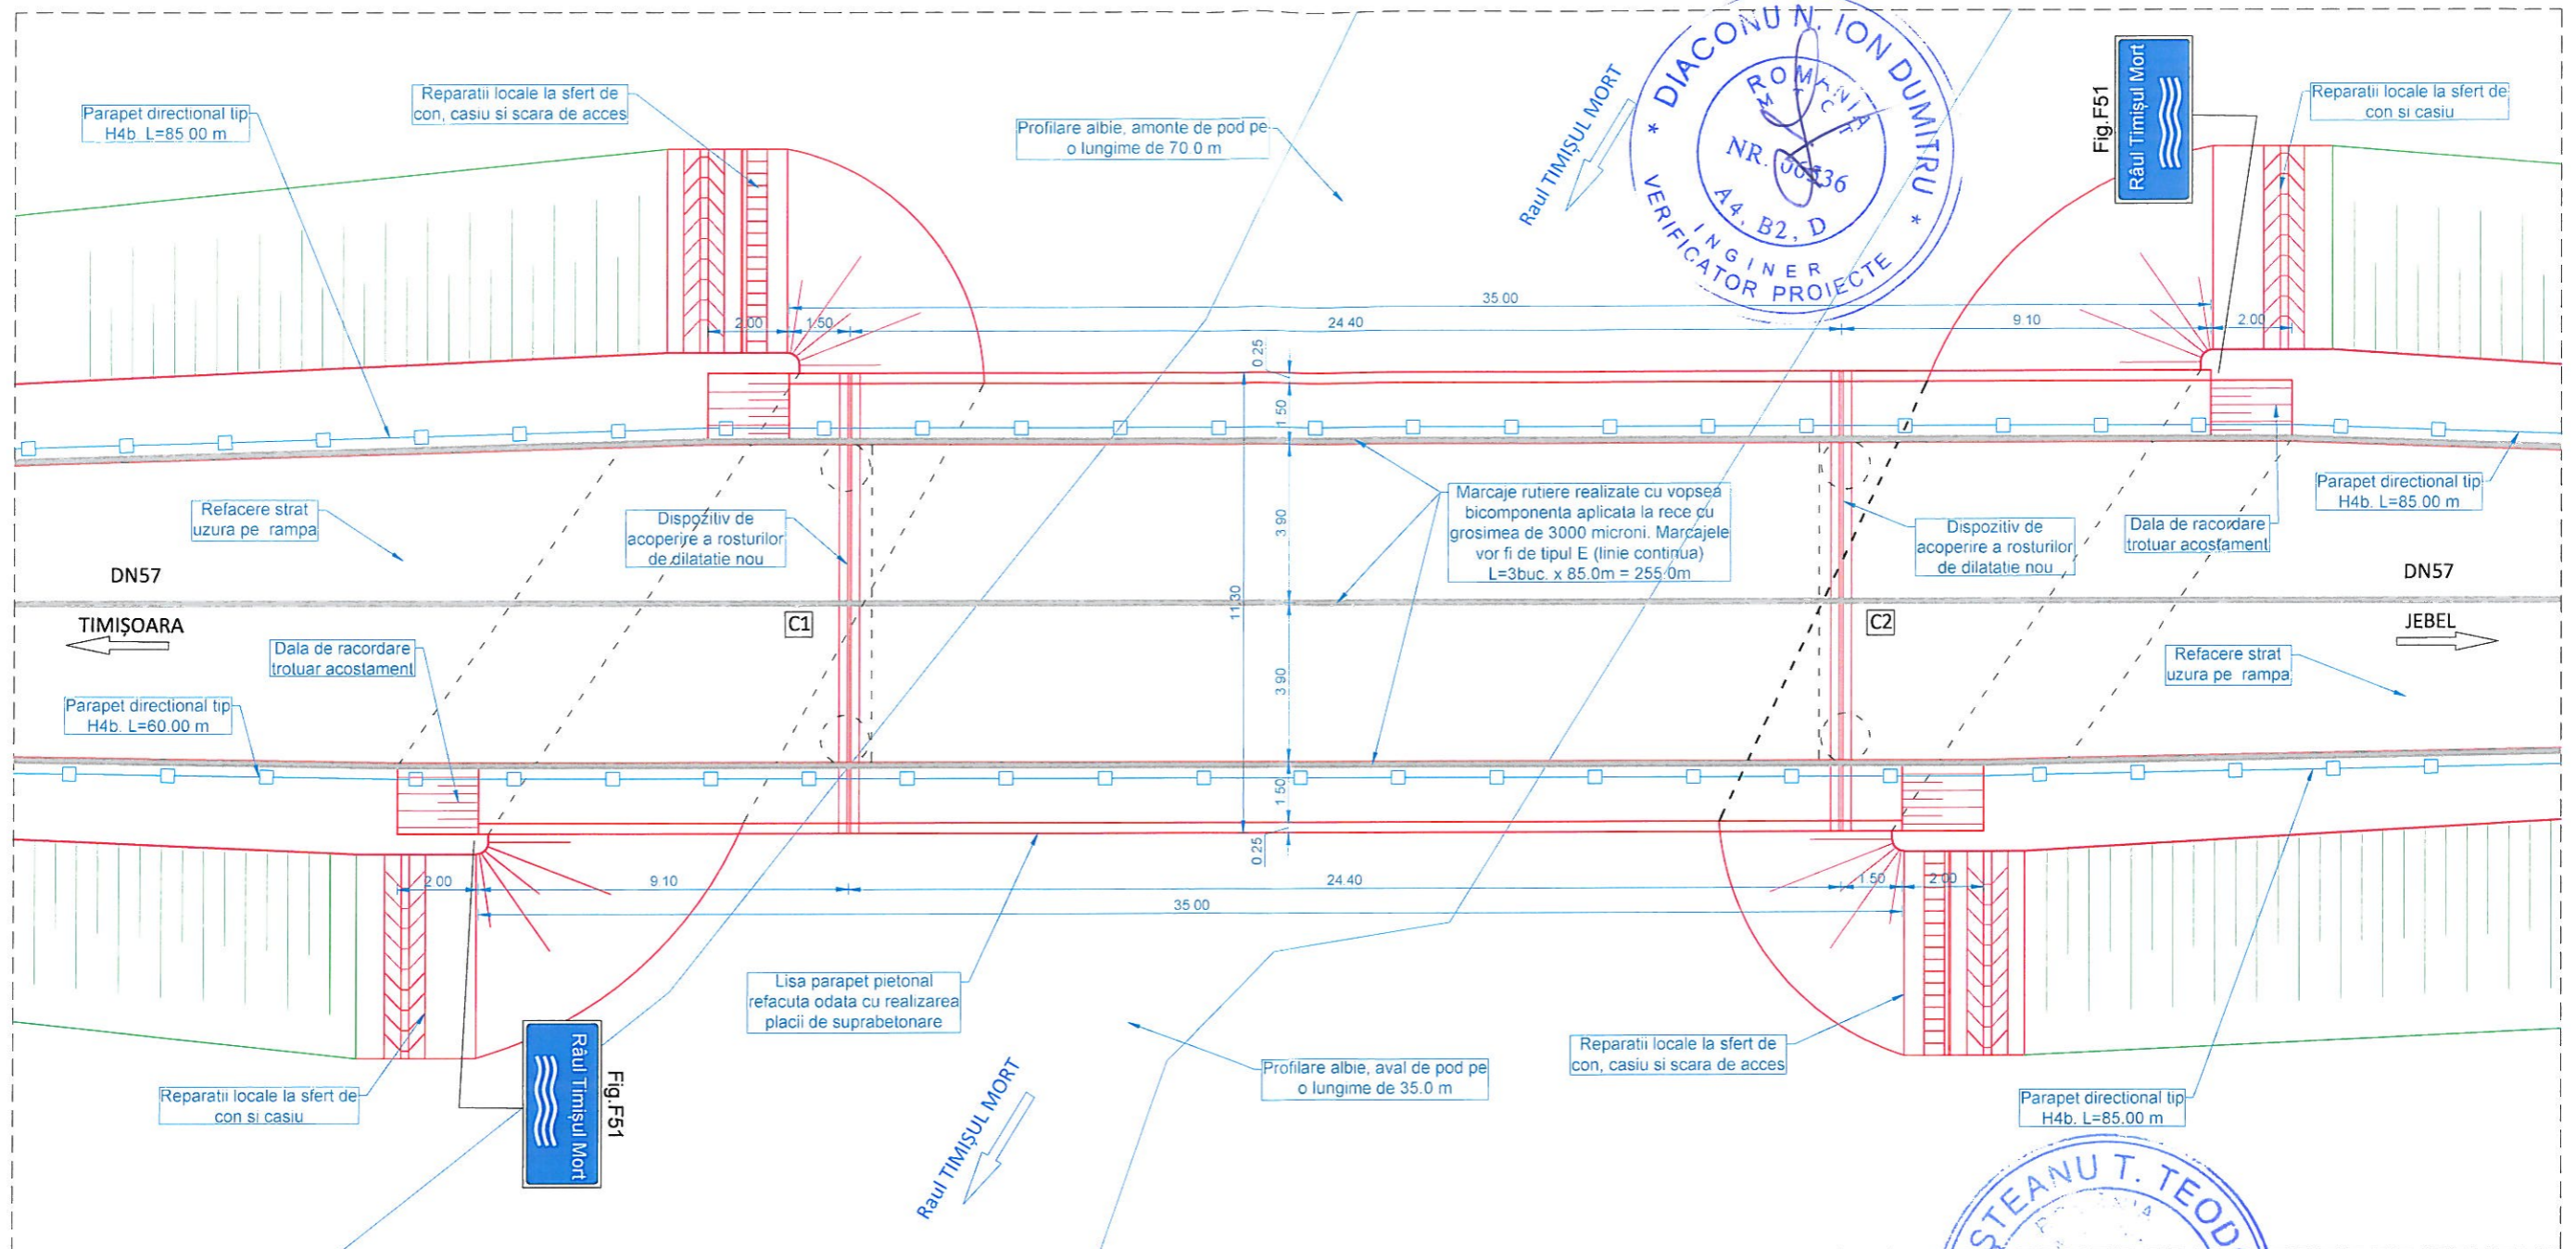 Parapet directional tip
H4b. L=85.00 m
Reparatii locale la sfert de
con, casiu si scara de acces
Profilare albie, amonte de pod pe
o lungime de 70.0 m
Raul TIMIȘUL MORT
* DIACONU N. ION DUMITRU *
VERIFICATOR PROIECTE
INGINER
ROMANIA
M T C T
NR.
A4, B2, D
Fig.F51
Râul Timișul Mort
Reparatii locale la sfert de
con si casiu
35.00
2.00
1.50
24.40
9.10
2.00
0.25
1.50
3.90
11.30
3.90
1.50
0.25
Refacere strat
uzura pe rampa
Dispozitiv de
acoperire a rosturilor
de dilatatie nou
Marcaje rutiere realizate cu vopsea
bicomponenta aplicata la rece cu
grosimea de 3000 microni. Marcajele
vor fi de tipul E (linie continua)
L=3buc. x 85.0m = 255.0m
Dispozitiv de
acoperire a rosturilor
de dilatatie nou
Dala de racordare
trotuar acostament
Parapet directional tip
H4b. L=85.00 m
DN57
TIMIȘOARA
C1
C2
DN57
JEBEL
Dala de racordare
trotuar acostament
Parapet directional tip
H4b. L=60.00 m
Refacere strat
uzura pe rampa
2.00
9.10
24.40
1.50
2.00
35.00
Lisa parapet pietonal
refacuta odata cu realizarea
placii de suprabetonare
Profilare albie, aval de pod pe
o lungime de 35.0 m
Reparatii locale la sfert de
con, casiu si scara de acces
Reparatii locale la sfert de
con si casiu
Râul Timișul Mort
Fig.F51
Raul TIMIȘUL MORT
Parapet directional tip
H4b. L=85.00 m
STEANU T. TEOD